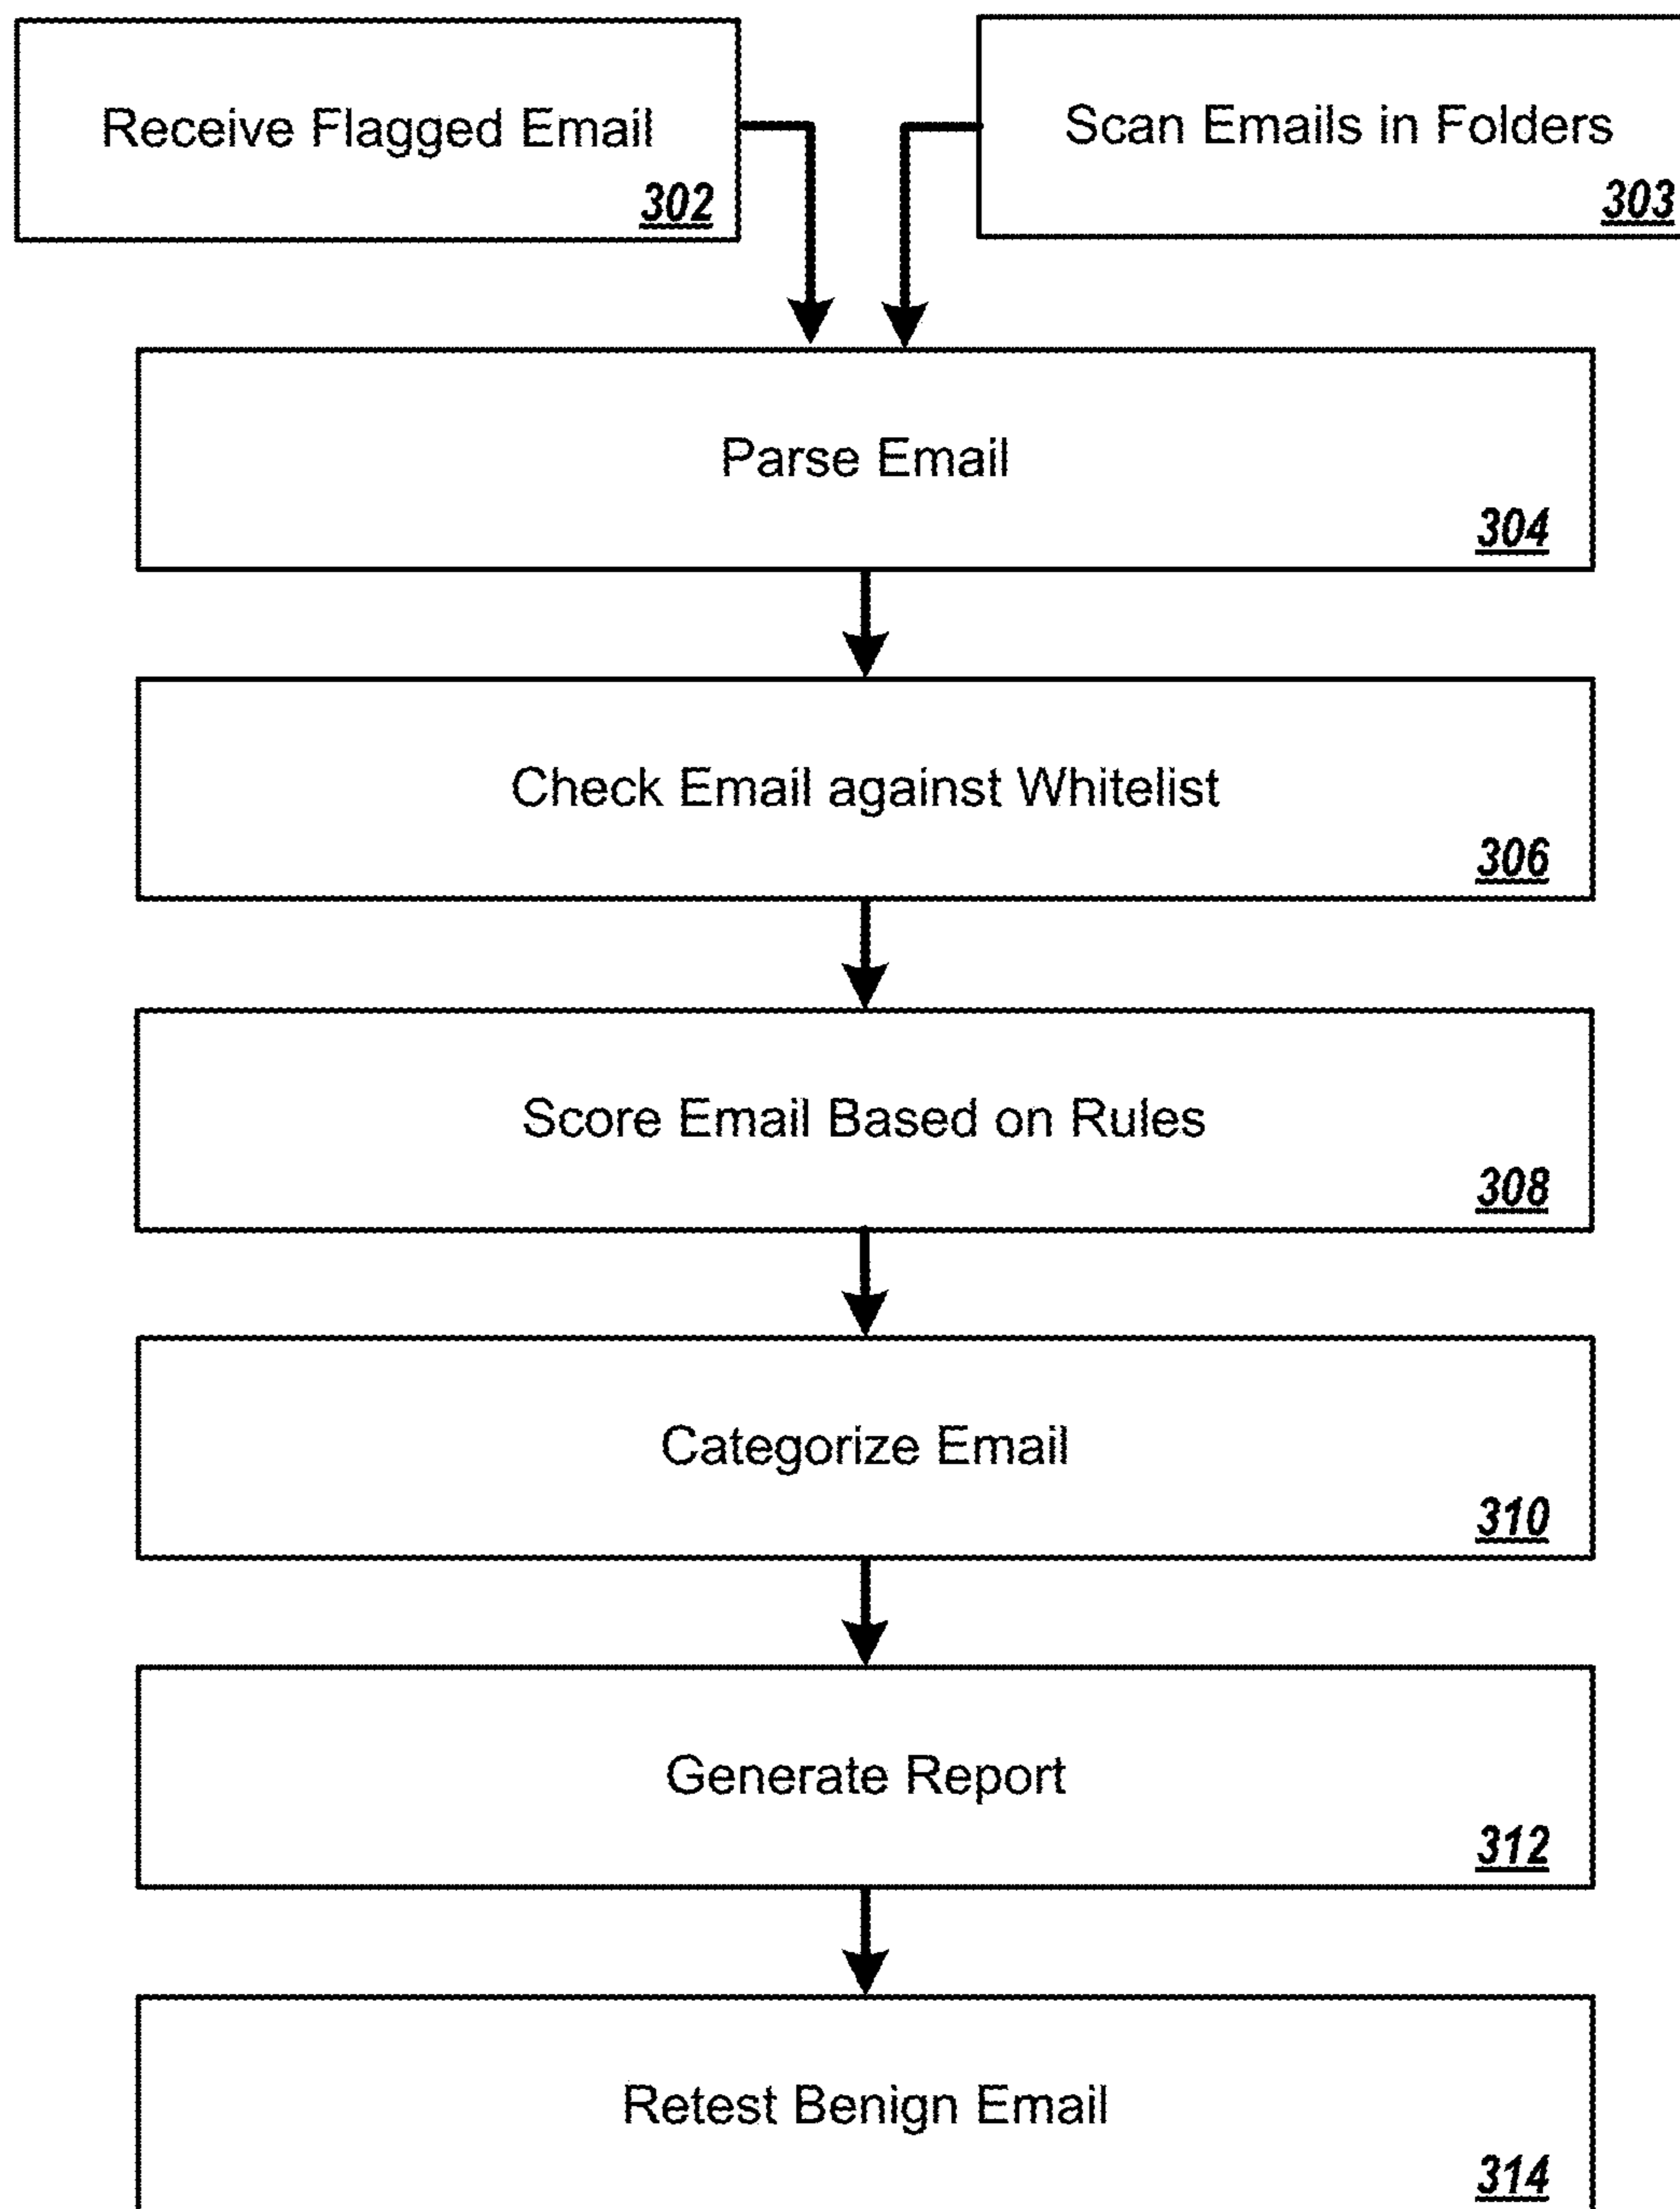 Receive Flagged Email
302
Scan Emails in Folders
303
Parse Email
304
Check Email against Whitelist
306
Score Email Based on Rules
308
Categorize Email
310
Generate Report
312
Retest Benign Email
314